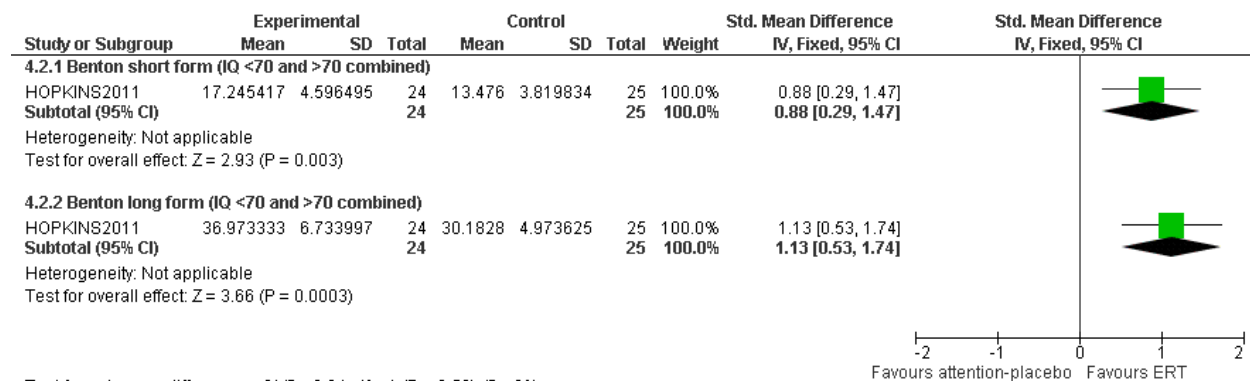 Experimental Control Std. Mean Difference Std. Mean Difference
Study or Subgroup Mean SD Total Mean SD Total Weight IV, Fixed, 95% CI IV, Fixed, 95% CI
4.2.1 Benton short form (IQ <70 and >70 combined)
HOPKINS2011 17.245417 4.596495 24 13.476 3.819834 25 100.0% 0.88 [0.29, 1.47]
Subtotal (95% CI) 24 25 100.0% 0.88 [0.29, 1.47]
Heterogeneity: Not applicable
Test for overall effect: Z = 2.93 (P = 0.003)
4.2.2 Benton long form (IQ <70 and >70 combined)
HOPKINS2011 36.973333 6.733997 24 30.1828 4.973625 25 100.0% 1.13 [0.53, 1.74]
Subtotal (95% CI) 24 25 100.0% 1.13 [0.53, 1.74]
Heterogeneity: Not applicable
Test for overall effect: Z = 3.66 (P = 0.0003)
-2 -1 0 1 2
Favours attention-placebo Favours ERT